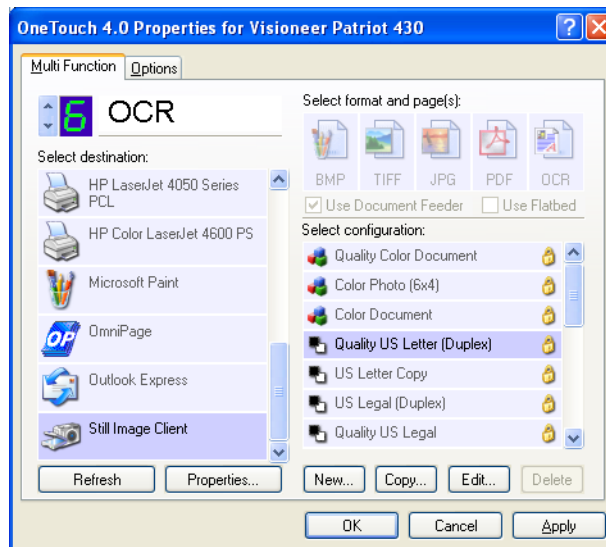 OneTouch 4.0 Properties for Visioneer Patriot 430
Multi Function
Options
6
OCR
Select destination:
HP LaserJet 4050 Series
PCL
HP Color LaserJet 4600 PS
Microsoft Paint
OP
OmniPage
Outlook Express
Still Image Client
Refresh
Properties...
Select format and page(s):
BMP TIFF JPG PDF OCR
Use Document Feeder
Use Flatbed
Select configuration:
Quality Color Document
Color Photo (6x4)
Color Document
Quality US Letter (Duplex)
US Letter Copy
US Legal (Duplex)
Quality US Legal
New... Copy... Edit... Delete
OK Cancel Apply